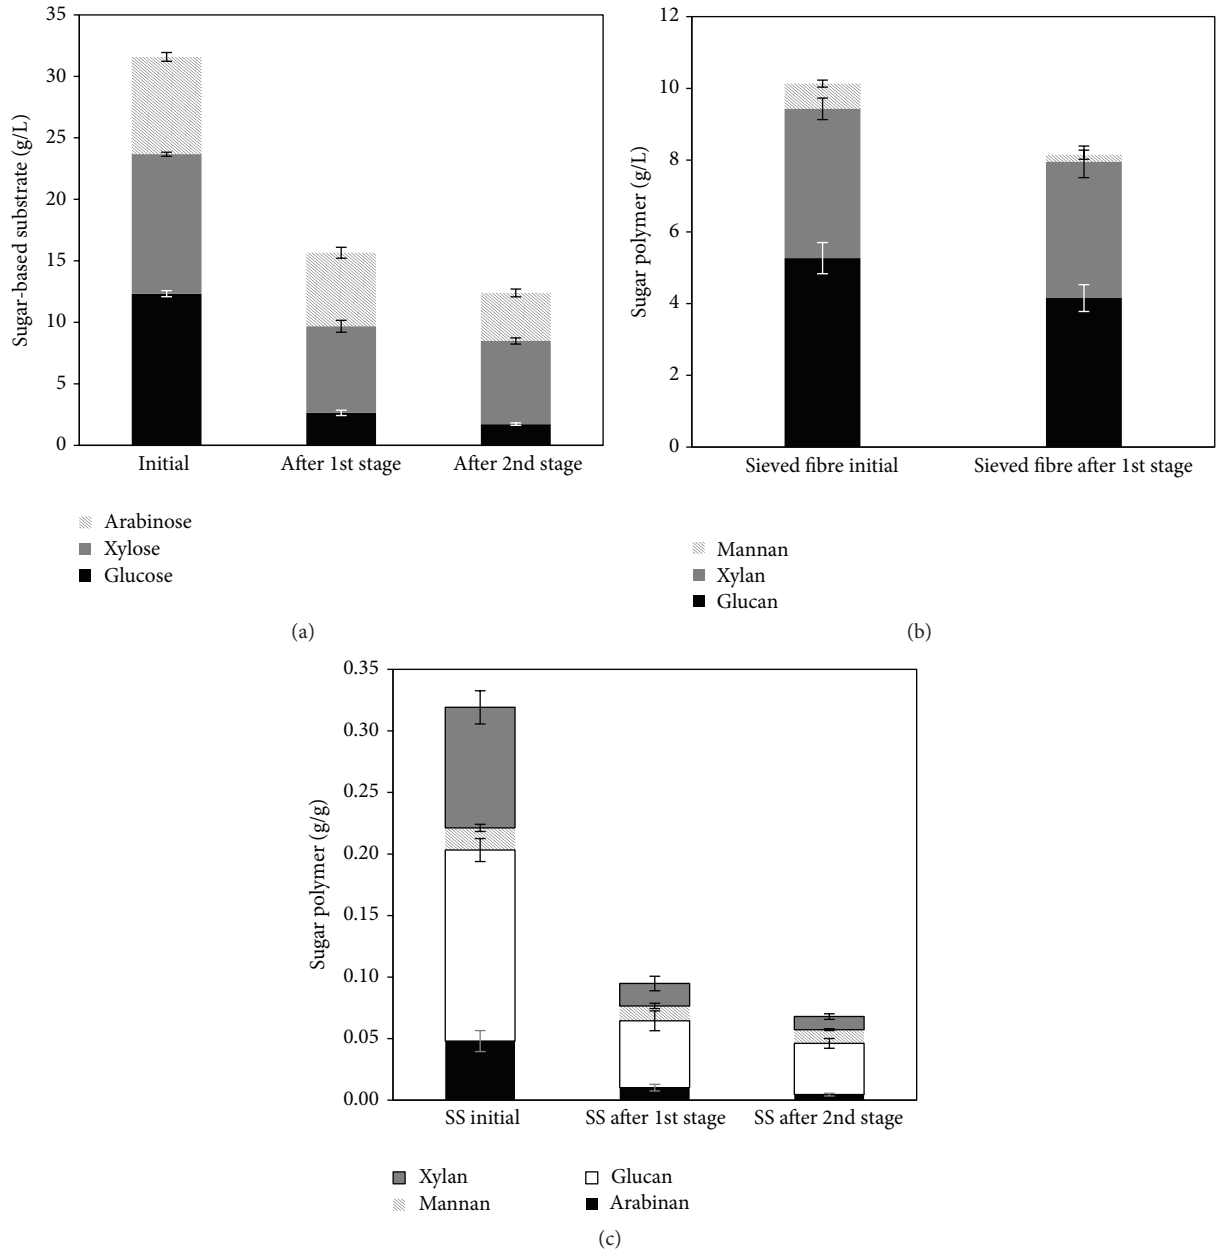 35
30
25
20
15
10
5
0
Sugar-based substrate (g/L)
Initial
After 1st stage
After 2nd stage
Arabinose
Xylose
Glucose
(a)
12
10
8
6
4
2
0
Sugar polymer (g/L)
Sieved fibre initial
Sieved fibre after 1st stage
Mannan
Xylan
Glucan
(b)
0.35
0.30
0.25
0.20
0.15
0.10
0.05
0.00
Sugar polymer (g/g)
SS initial
SS after 1st stage
SS after 2nd stage
Xylan
Glucan
Mannan
Arabinan
(c)